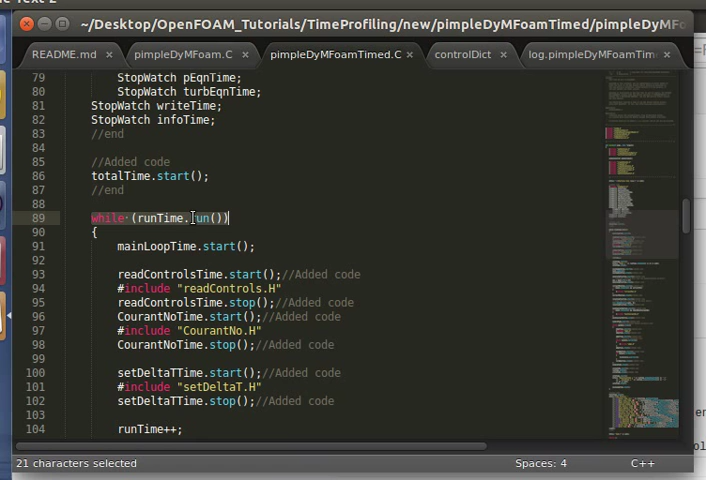 ~/Desktop/OpenFOAM_Tutorials/TimeProfiling/new/pimpleDyMFoamTimed/new/pimpleDyMFo
README.md × pimpleDyMFoam.C × pimpleDyMFoamTimed.C × controlDict × log.pimpleDyMFoamTim ×
79 StopWatch pEqnTime;
80 StopWatch turbEqnTime;
81 StopWatch writeTime;
82 StopWatch infoTime;
83 //end
84
85 //Added code
86 totalTime.start();
87 //end
88
89 while (runTime.run())
90 {
91 mainLoopTime.start();
92
93 readControlsTime.start();//Added code
94 #include "readControls.H"
95 readControlsTime.stop();//Added code
96 CourantNoTime.start();//Added code
97 #include "CourantNo.H"
98 CourantNoTime.stop();//Added code
99
100 setDeltaTTime.start();//Added code
101 #include "setDeltaT.H"
102 setDeltaTTime.stop();//Added code
103
104 runTime++;
21 characters selected Spaces: 4 C++